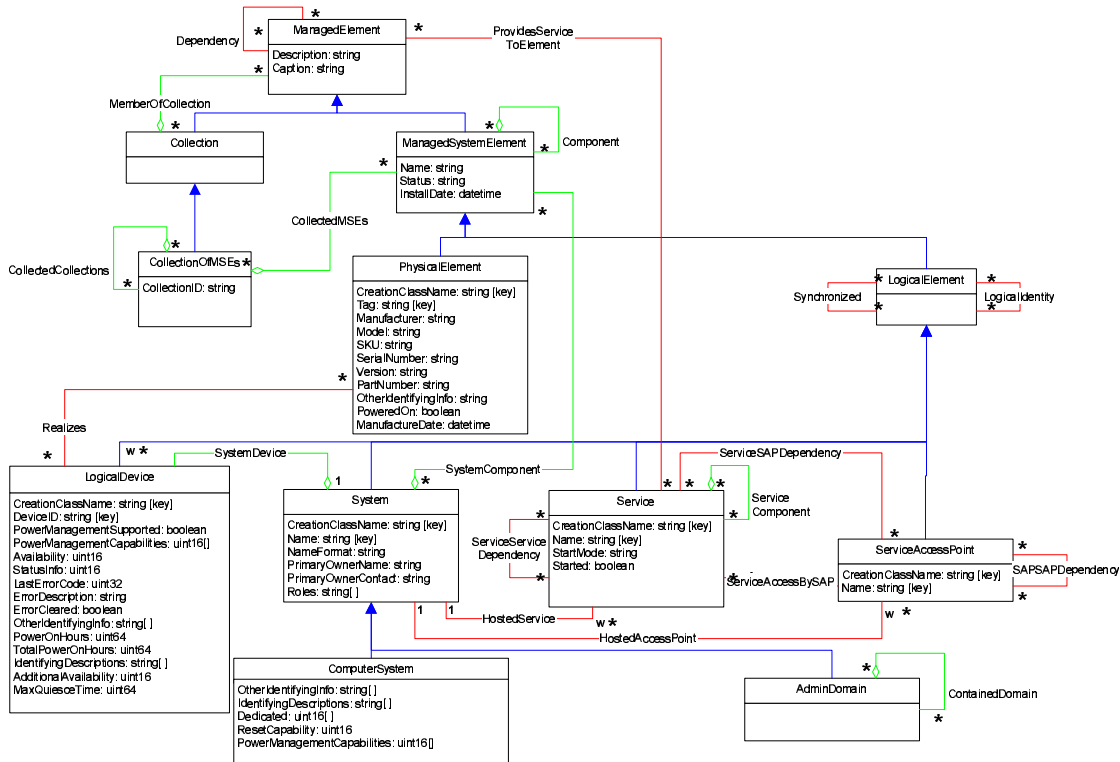 ManagedElement
Description: string
Caption: string
*
*
Dependency
*
MemberOfCollection
*
*
ProvidesService
ToElement
Collection
ManagedSystemElement
Name: string
Status: string
InstallDate: datetime
*
*
Component
*
CollectedMSEs
*
*
CollectedCollections
*
CollectionOfMSEs *
CollectionID: string
PhysicalElement
CreationClassName: string [key]
Tag: string [key]
Manufacturer: string
Model: string
SKU: string
SerialNumber: string
Version: string
PartNumber: string
OtherIdentifyingInfo: string
PoweredOn: boolean
ManufactureDate: datetime
LogicalElement
*
*
Synchronized
*
*
LogicalIdentity
*
Realizes
*
w *
SystemDevice
1
*
SystemComponent
*
*
*
ServiceSAPDependency
*
LogicalDevice
CreationClassName: string [key]
DeviceID: string [key]
PowerManagementSupported: boolean
PowerManagementCapabilities: uint16[]
Availability: uint16
StatusInfo: uint16
LastErrorCode: uint32
ErrorDescription: string
ErrorCleared: boolean
OtherIdentifyingInfo: string[ ]
PowerOnHours: uint64
TotalPowerOnHours: uint64
IdentifyingDescriptions: string[ ]
AdditionalAvailability: uint16
MaxQuiesceTime: uint64
System
CreationClassName: string [key]
Name: string [key]
NameFormat: string
PrimaryOwnerName: string
PrimaryOwnerContact: string
Roles: string[ ]
Service
CreationClassName: string [key]
Name: string [key]
StartMode: string
Started: boolean
*
Service
Component
*
ServiceService
Dependency
*
*
ServiceAccessBySAP
*
ServiceAccessPoint
CreationClassName: string [key]
Name: string [key]
*
SAPSAPDependency
*
1
1
HostedService
w *
HostedAccessPoint
w *
ComputerSystem
OtherIdentifyingInfo: string[ ]
IdentifyingDescriptions: string[ ]
Dedicated: uint16[ ]
ResetCapability: uint16
PowerManagementCapabilities: uint16[]
AdminDomain
*
ContainedDomain
*